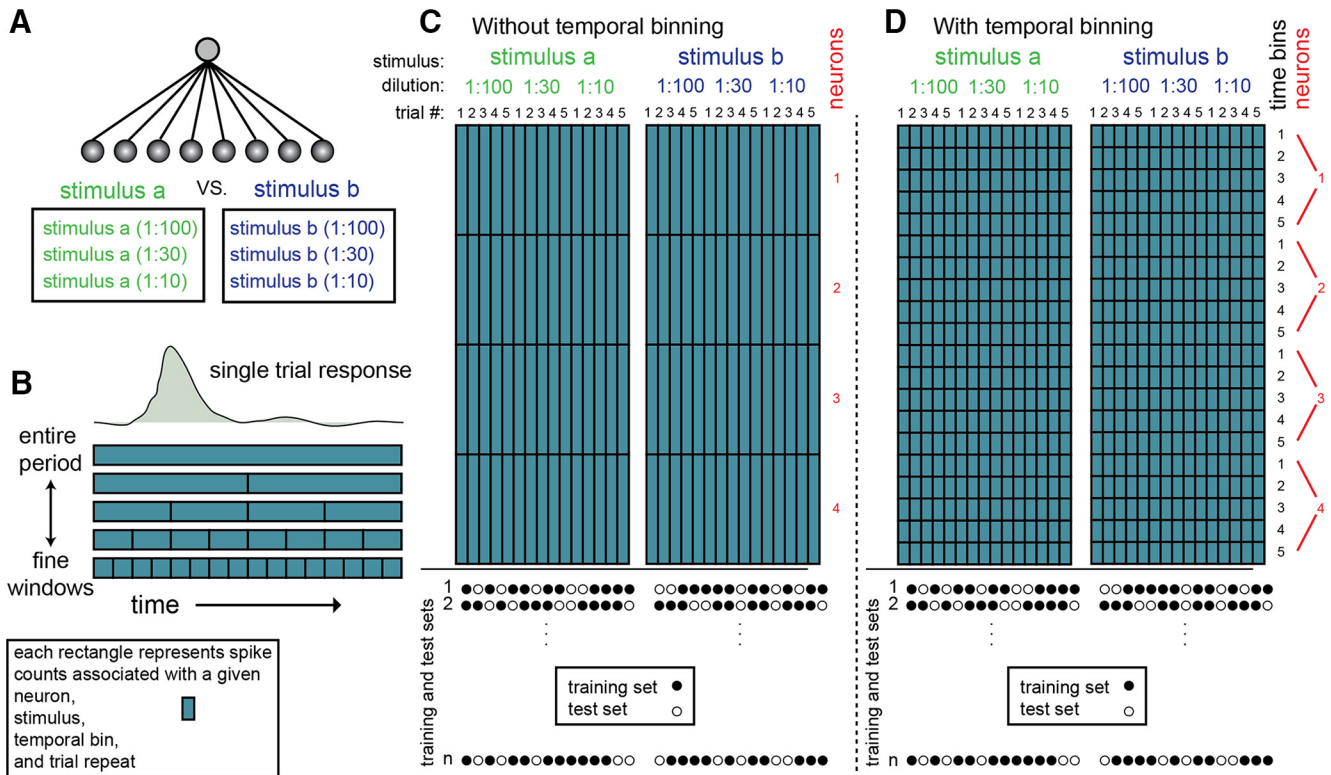 A
stimulus a VS. stimulus b
stimulus a (1:100)
stimulus a (1:30)
stimulus a (1:10)
stimulus b (1:100)
stimulus b (1:30)
stimulus b (1:10)
B
single trial response
entire
period
fine
windows
time
each rectangle represents spike
counts associated with a given
neuron,
stimulus,
temporal bin,
and trial repeat
C
Without temporal binning
stimulus: stimulus a stimulus b
dilution: 1:100 1:30 1:10 1:100 1:30 1:10
trial #: 1 2 3 4 5 1 2 3 4 5 1 2 3 4 5 1 2 3 4 5 1 2 3 4 5 1 2 3 4 5
neurons
1
2
3
4
training and test sets
1
2
n
training set
test set
D
With temporal binning
stimulus a stimulus b
1:100 1:30 1:10 1:100 1:30 1:10
1 2 3 4 5 1 2 3 4 5 1 2 3 4 5 1 2 3 4 5 1 2 3 4 5 1 2 3 4 5
time bins
neurons
1
2
3 1
4
5
1
2
3 2
4
5
1
2
3 3
4
5
1
2
3 4
4
5
training and test sets
1
2
n
training set
test set